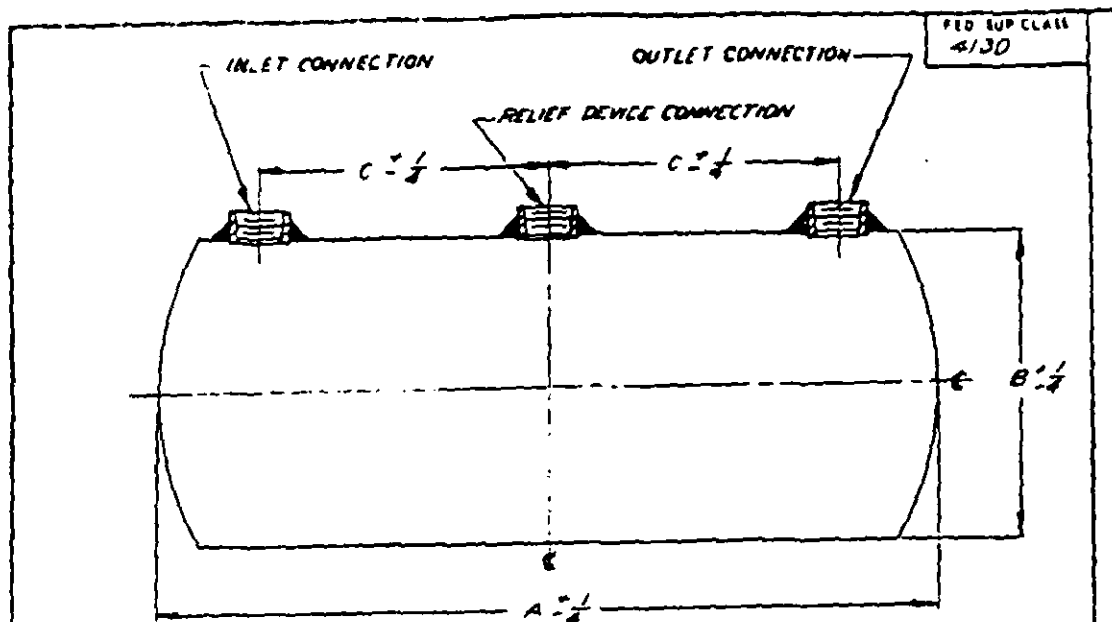 FED SUP CLASS
4130
INLET CONNECTION
OUTLET CONNECTION
RELIEF DEVICE CONNECTION
C ± 1/4
C ± 1/4
B ± 1/4
A ± 1/4